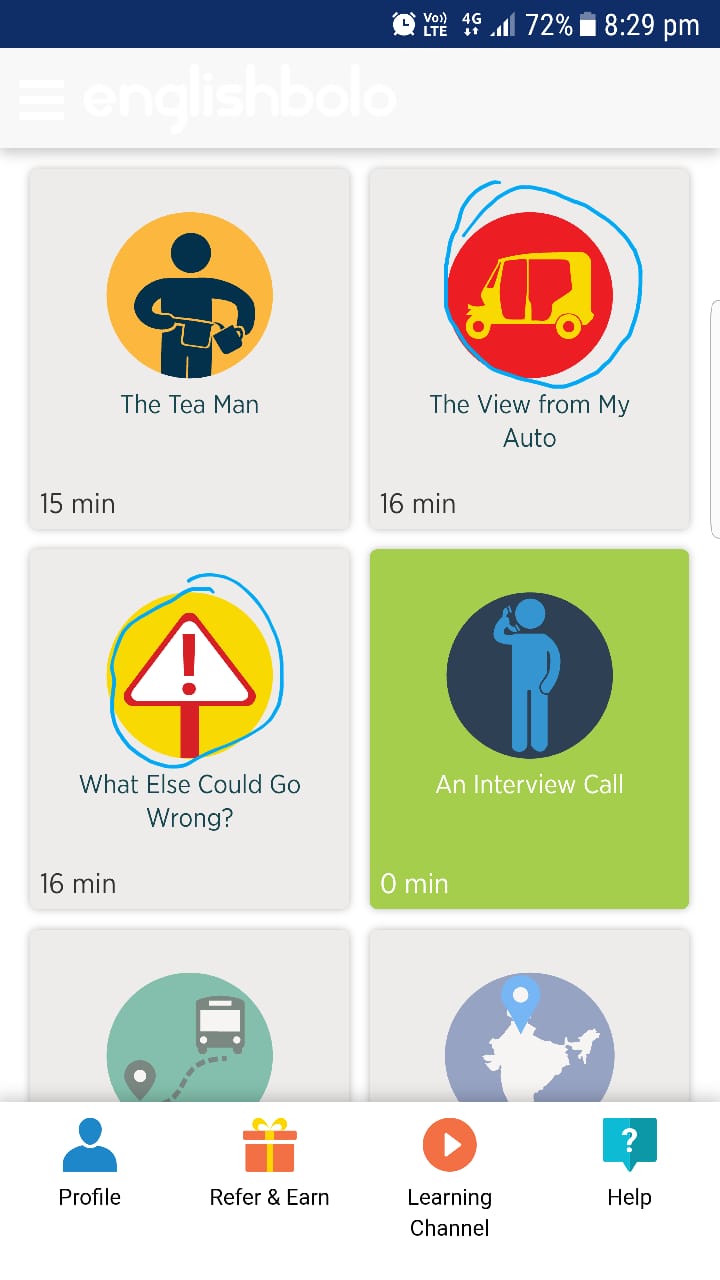 Vo)) LTE 4G 72% 8:29 pm
englishbolo
The Tea Man
15 min
The View from My
Auto
16 min
!
What Else Could Go
Wrong?
16 min
An Interview Call
0 min
Profile
Refer & Earn
Learning
Channel
?
Help